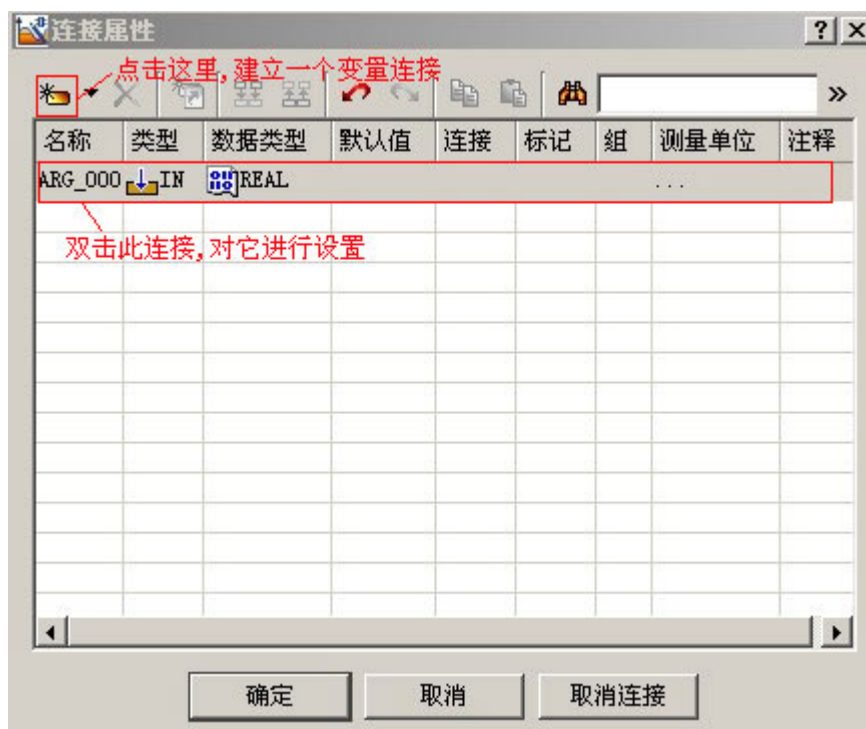 连接属性
点击这里,建立一个变量连接
名称 类型 数据类型 默认值 连接 标记 组 测量单位 注释
ARG_000 IN REAL ...
双击此连接,对它进行设置
确定 取消 取消连接